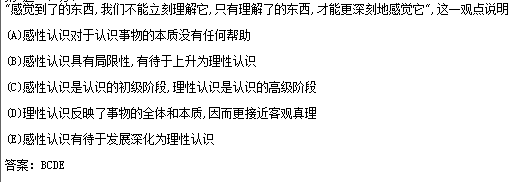 "感觉到了的东西,我们不能立刻理解它,只有理解了的东西,才能更深刻地感觉它",这一观点说明
(A)感性认识对于认识事物的本质没有任何帮助
(B)感性认识具有局限性,有待于上升为理性认识
(C)感性认识是认识的初级阶段,理性认识是认识的高级阶段
(D)理性认识反映了事物的全体和本质,因而更接近客观真理
(E)感性认识有待于发展深化为理性认识
答案: BCDE